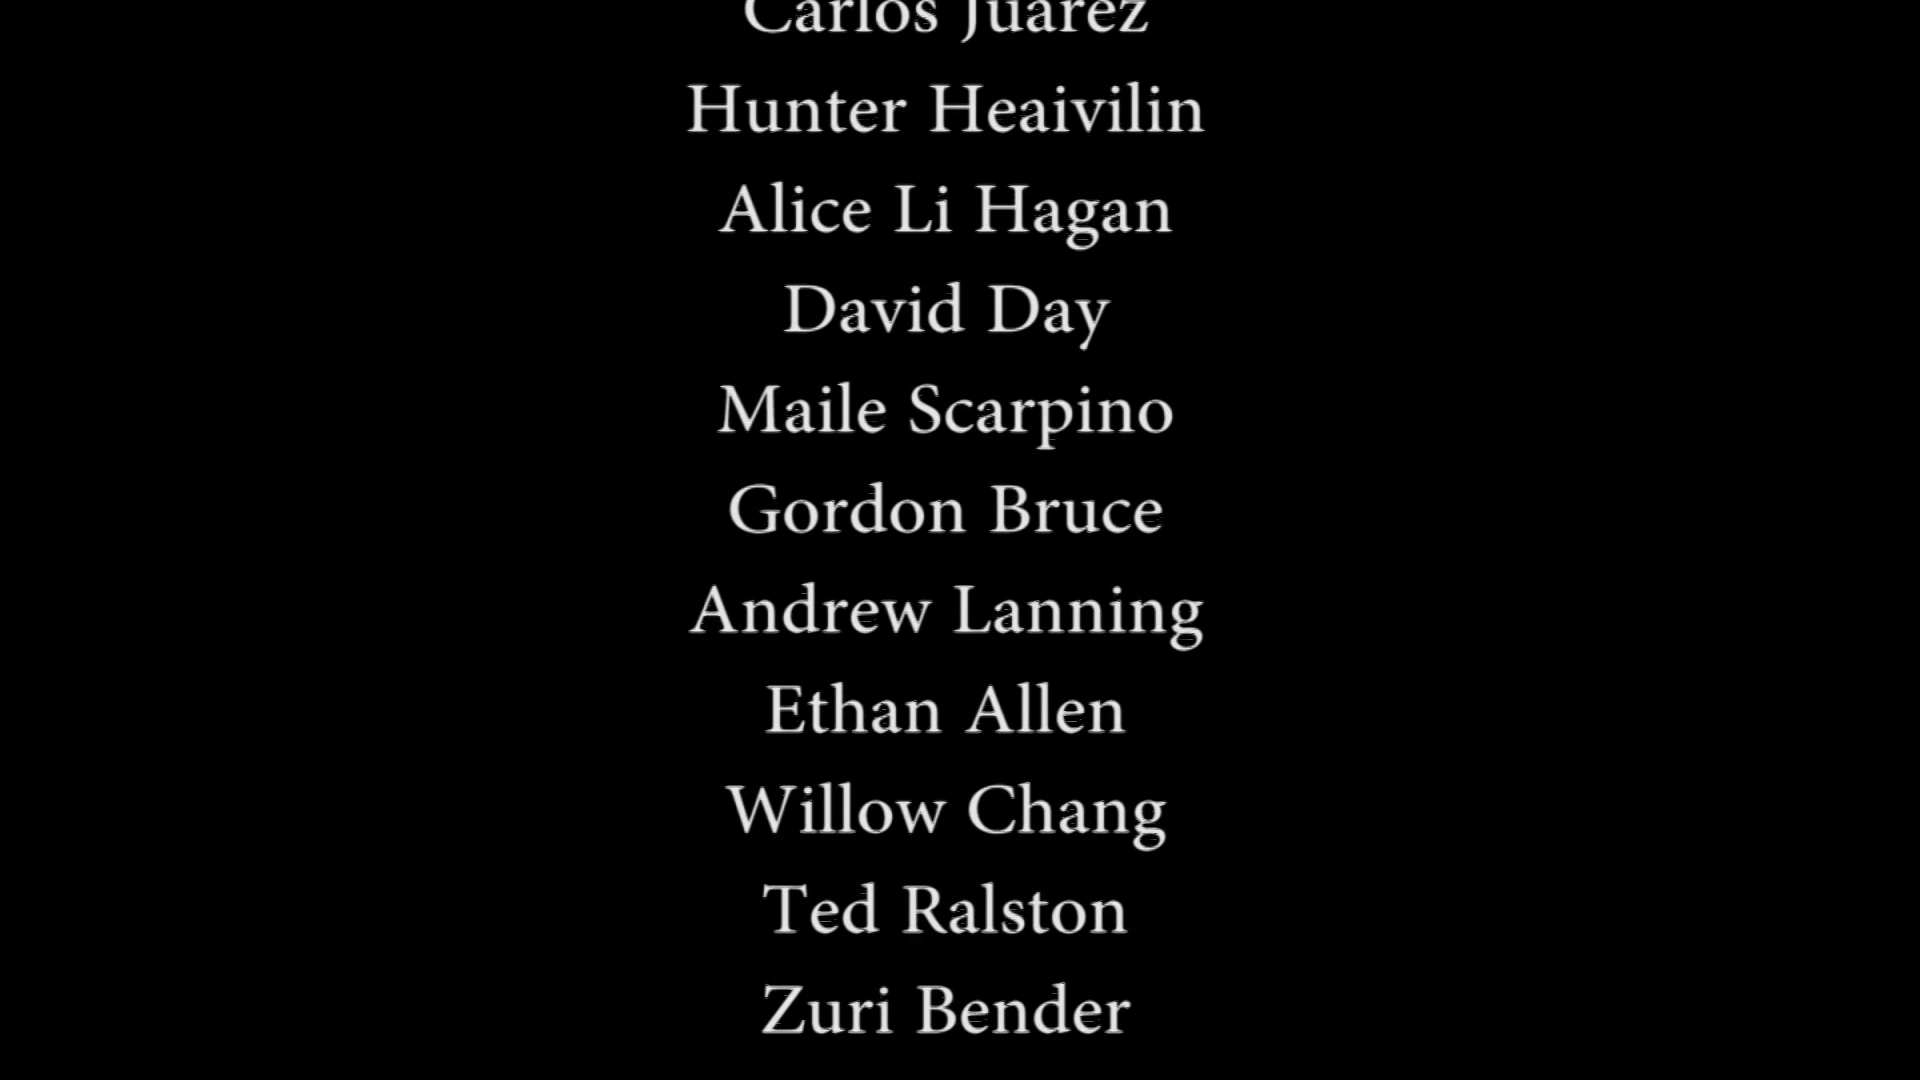 Carlos Juarez
Hunter Heaivilin
Alice Li Hagan
David Day
Maile Scarpino
Gordon Bruce
Andrew Lanning
Ethan Allen
Willow Chang
Ted Ralston
Zuri Bender